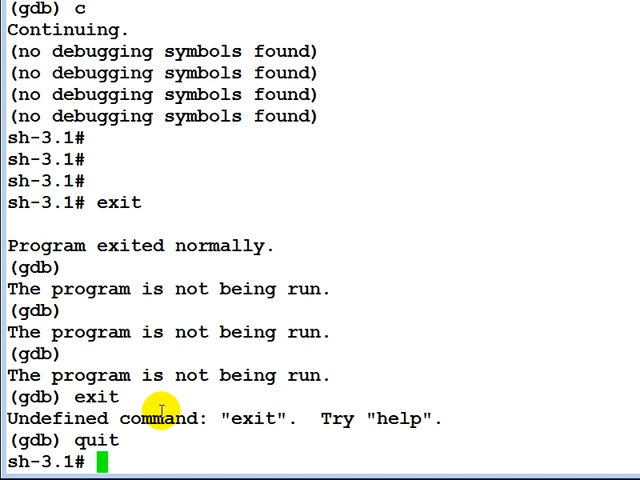 (gdb) c
Continuing.
(no debugging symbols found)
(no debugging symbols found)
(no debugging symbols found)
(no debugging symbols found)
sh-3.1#
sh-3.1#
sh-3.1#
sh-3.1# exit
Program exited normally.
(gdb)
The program is not being run.
(gdb)
The program is not being run.
(gdb)
The program is not being run.
(gdb) exit
Undefined command: "exit".  Try "help".
(gdb) quit
sh-3.1#